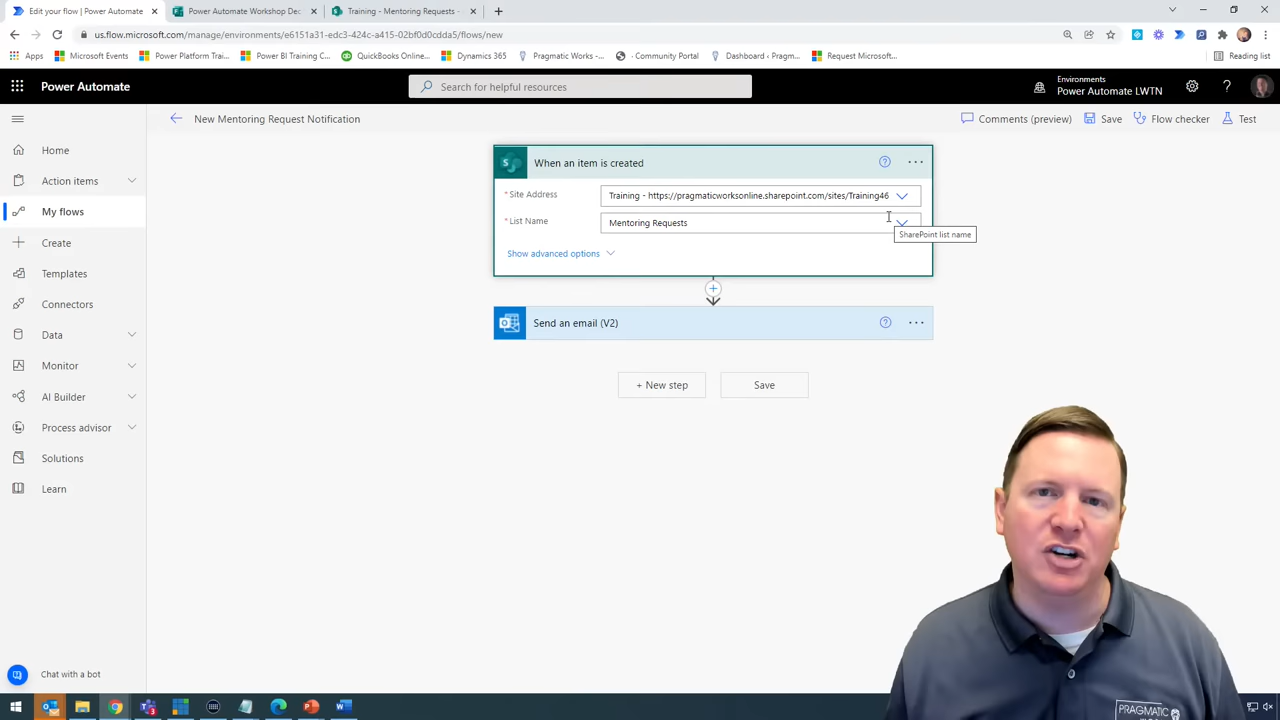 Edit your flow | Power Automate
Power Automate Workshop Dec
Training - Mentoring Requests -
us.flow.microsoft.com/manage/environments/e6151a31-edc3-424c-a415-02bf0d0cdda5/flows/new
Apps
Microsoft Events
Power Platform Trai...
Power BI Training C...
QuickBooks Online...
Dynamics 365
Pragmatic Works -...
- Community Portal
Dashboard ‹ Pragm...
Request Microsoft...
Reading list
Power Automate
Search for helpful resources
Environments
Power Automate LWTN
New Mentoring Request Notification
Comments (preview)
Save
Flow checker
Test
Home
Action items
My flows
Create
Templates
Connectors
Data
Monitor
AI Builder
Process advisor
Solutions
Learn
Chat with a bot
When an item is created
* Site Address
Training - https://pragmaticworksonline.sharepoint.com/sites/Training46
* List Name
Mentoring Requests
SharePoint list name
Show advanced options
Send an email (V2)
+ New step
Save
PRAGMATIC